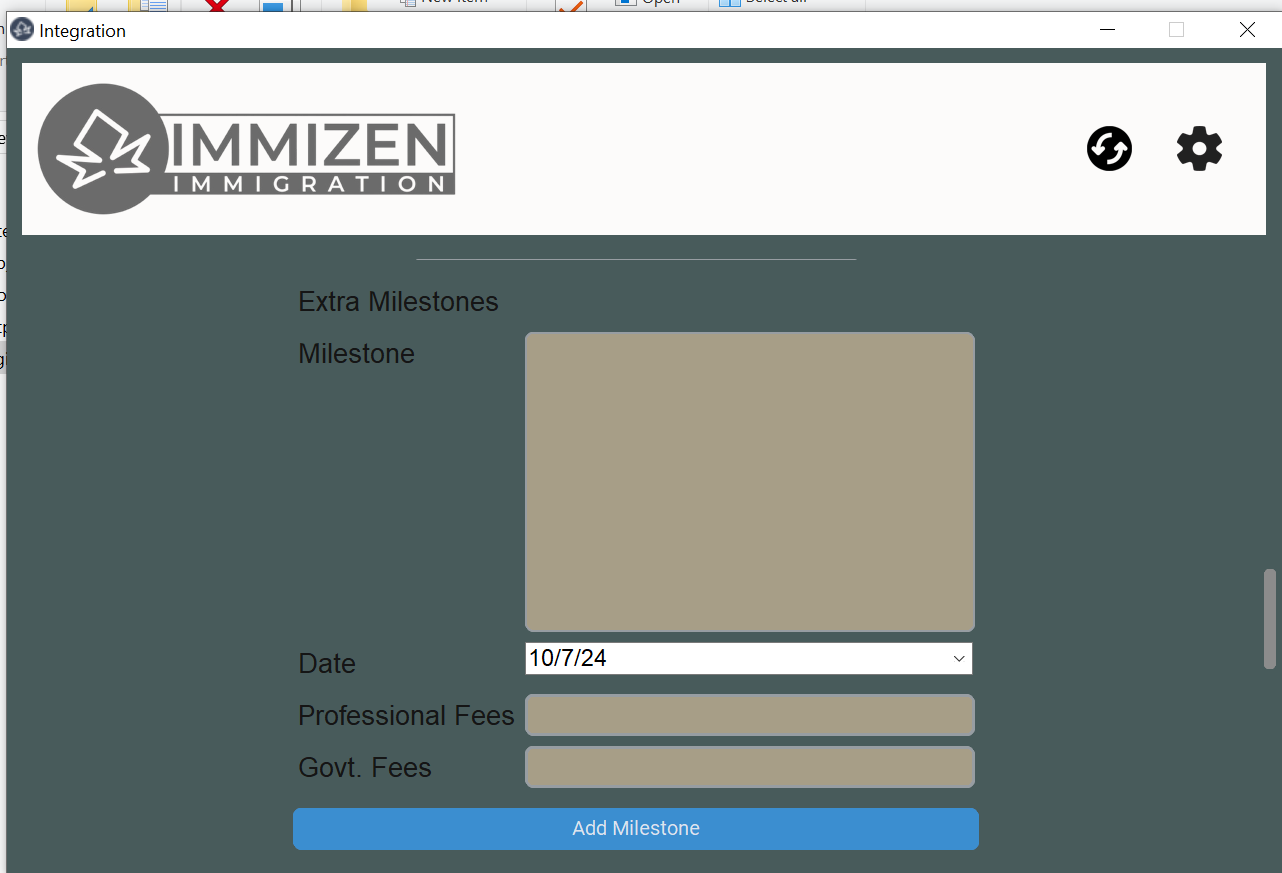 Integration
IMMIZEN
IMMIGRATION
Extra Milestones
Milestone
Date
10/7/24
Professional Fees
Govt. Fees
Add Milestone